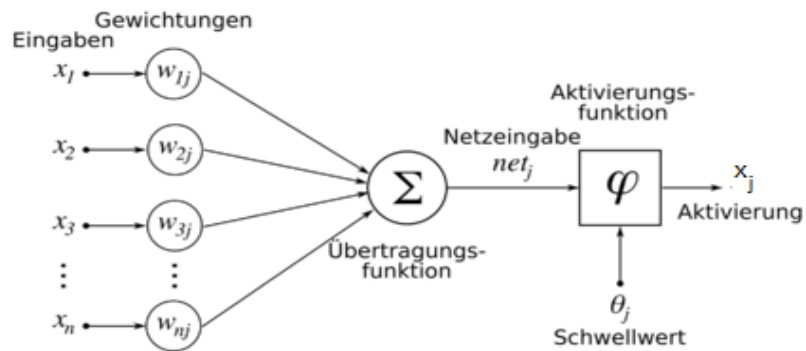 Gewichtungen
Eingaben
x1
w1j
x2
w2j
x3
w3j
xn
wnj
Σ
Übertragungs-
funktion
Netzeingabe
netj
Aktivierungs-
funktion
φ
xj
Aktivierung
θj
Schwellwert